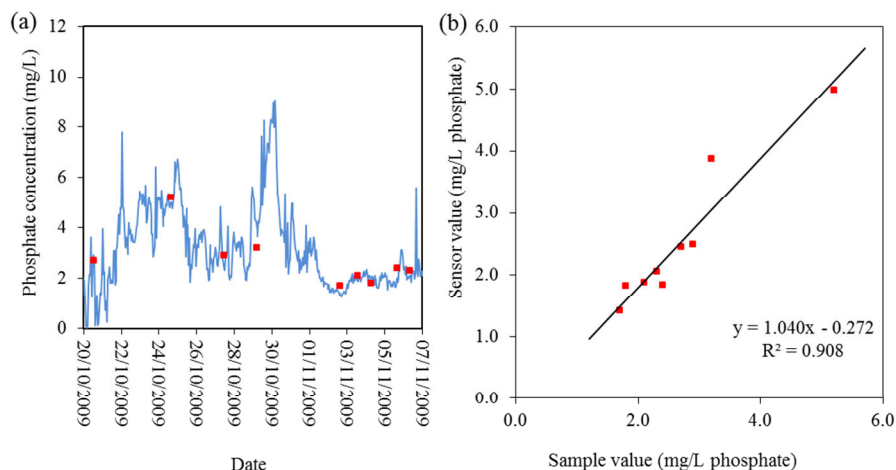 (a)
Phosphate concentration (mg/L)
12
10
8
6
4
2
0
20/10/2009
22/10/2009
24/10/2009
26/10/2009
28/10/2009
30/10/2009
01/11/2009
03/11/2009
05/11/2009
07/11/2009
Date
(b)
Sensor value (mg/L phosphate)
6.0
5.0
4.0
3.0
2.0
1.0
0.0
y = 1.040x - 0.272
R² = 0.908
0.0 2.0 4.0 6.0
Sample value (mg/L phosphate)